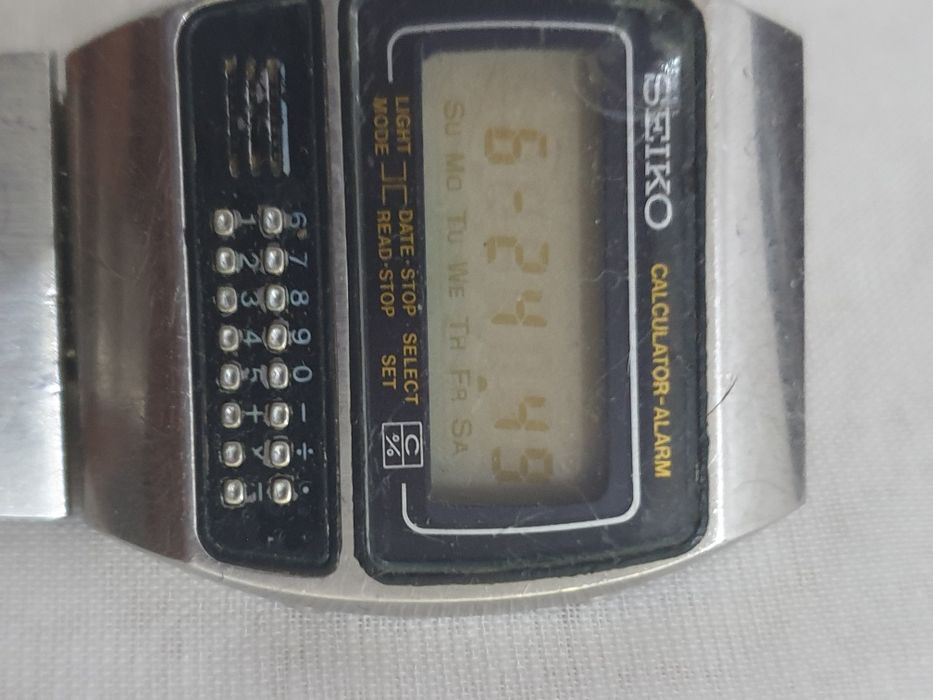 SEIKO
CALCULATOR-ALARM
6-24 49
SU MO TU WE TH FR SA
LIGHT DATE·STOP SELECT C
MODE READ·STOP SET %
6 7 8 9 0 − ÷ ·
1 2 3 4 5 + × =